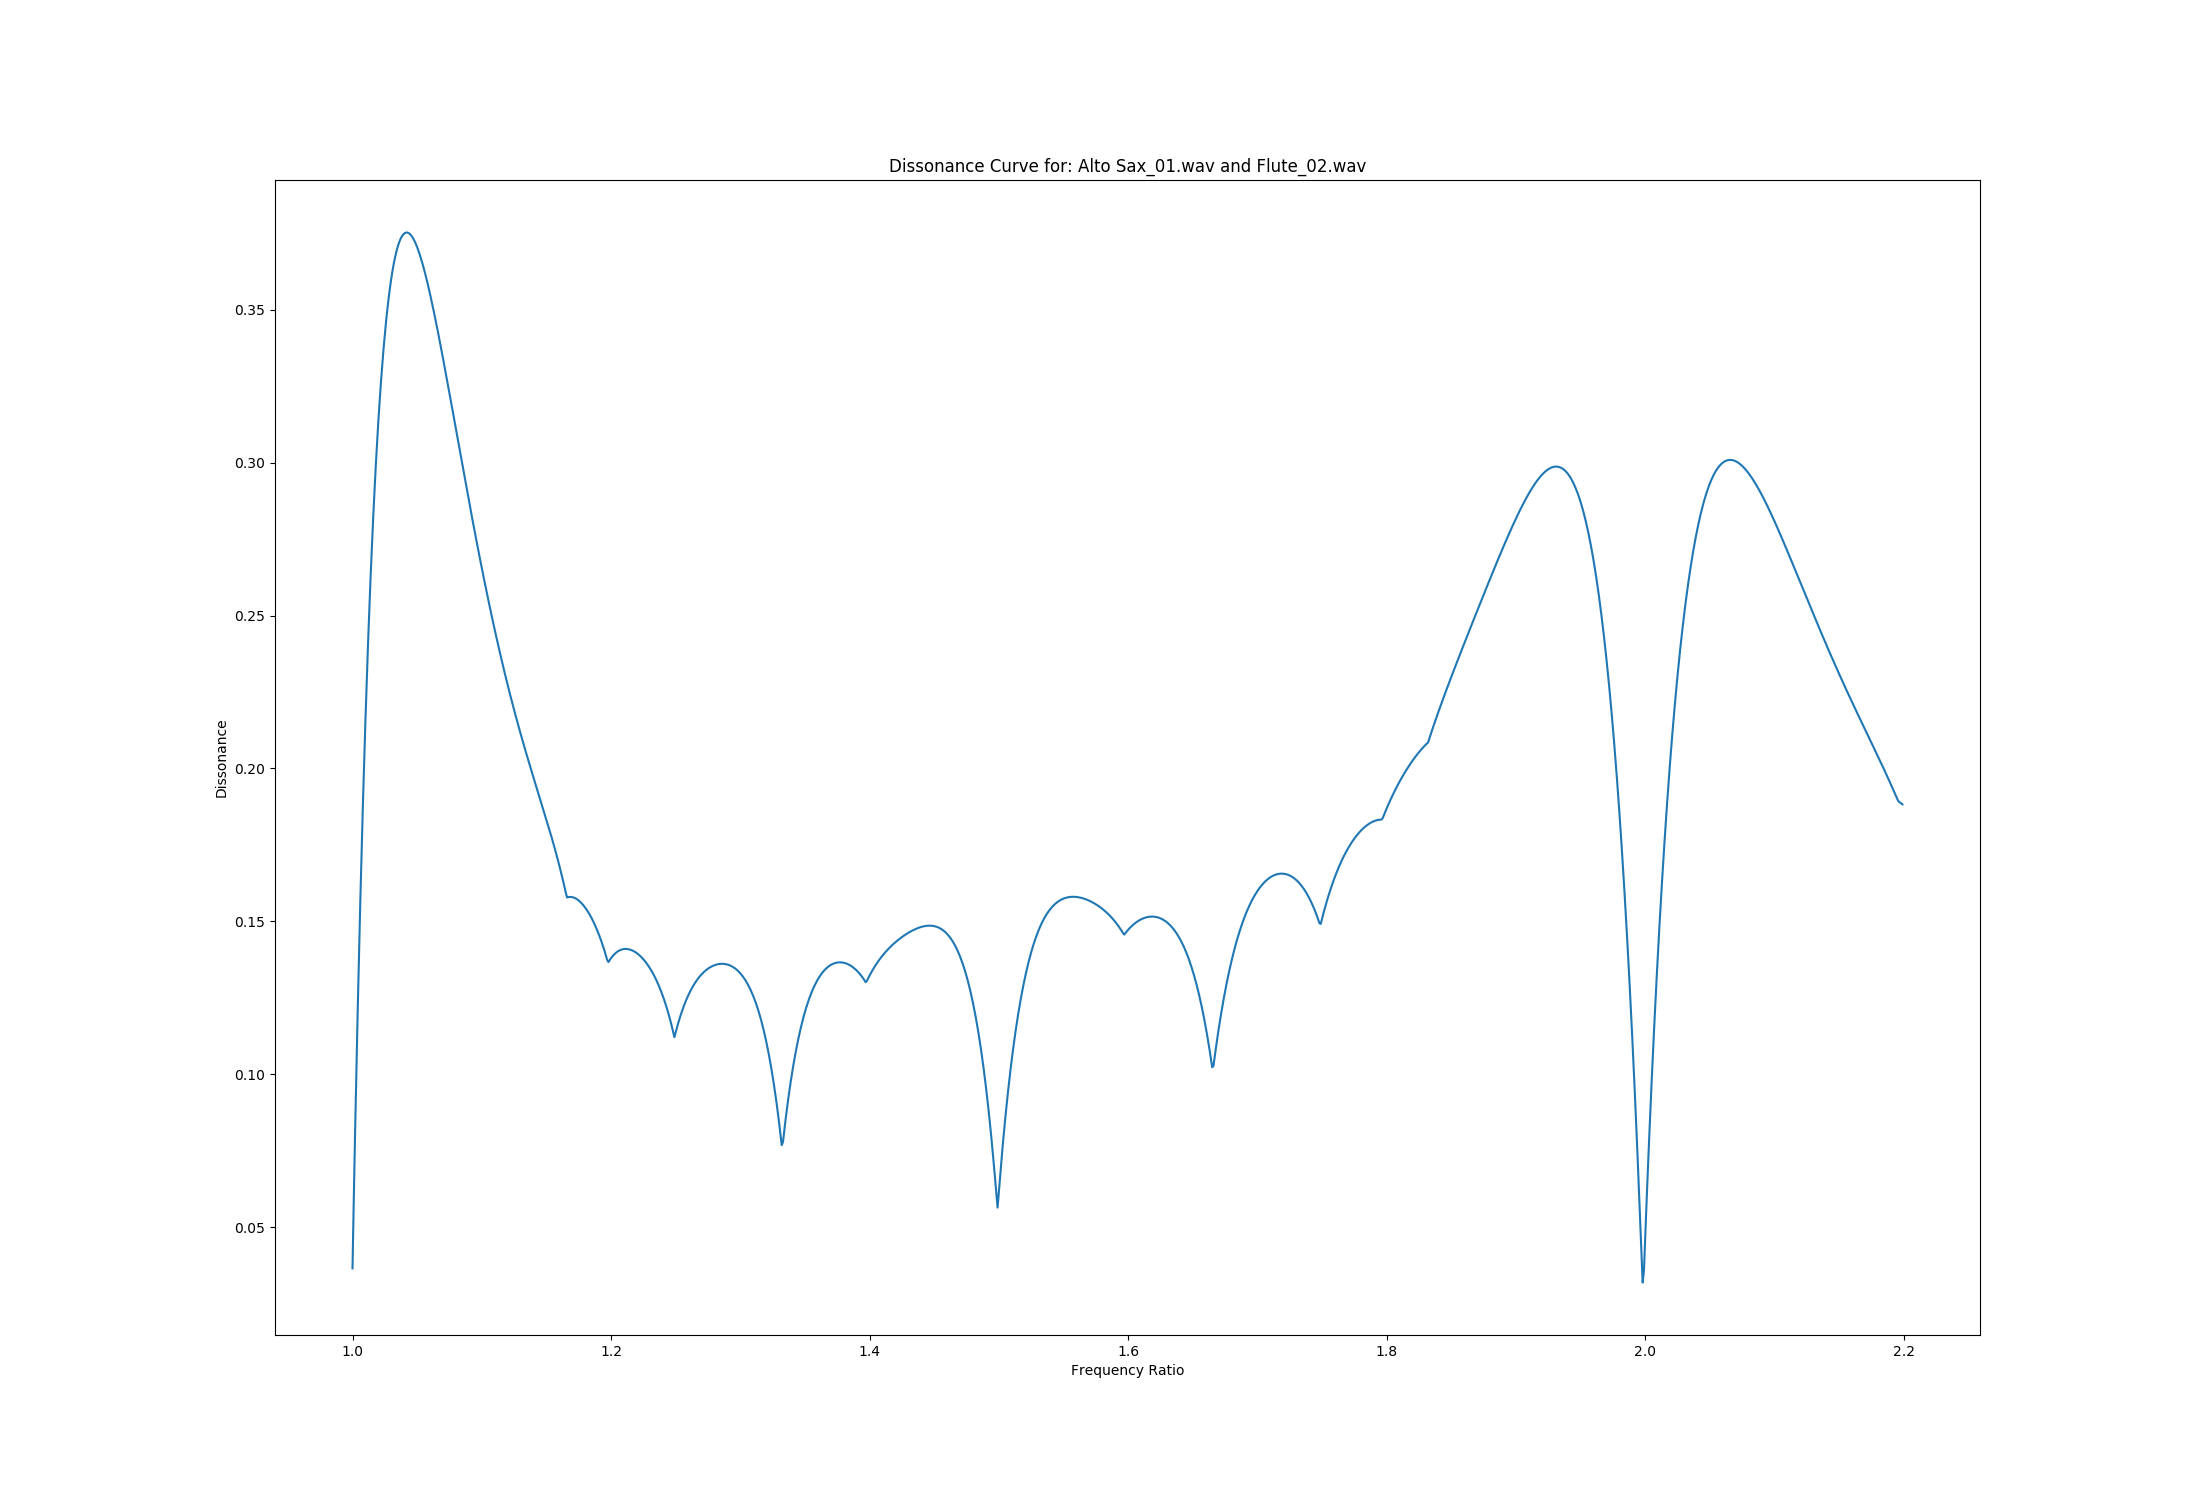 Dissonance Curve for: Alto Sax_01.wav and Flute_02.wav
0.35
0.30
0.25
0.20
0.15
0.10
0.05
Dissonance
1.0 1.2 1.4 1.6 1.8 2.0 2.2
Frequency Ratio